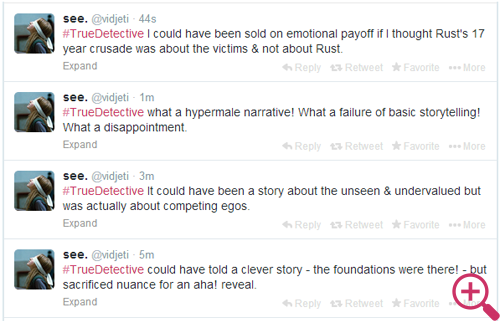 see. @vidjeti · 44s
#TrueDetective I could have been sold on emotional payoff if I thought Rust's 17
year crusade was about the victims & not about Rust.
Expand Reply Retweet Favorite More
see. @vidjeti · 1m
#TrueDetective what a hypermale narrative! What a failure of basic storytelling!
What a disappointment.
Expand Reply Retweet Favorite More
see. @vidjeti · 3m
#TrueDetective It could have been a story about the unseen & undervalued but
was actually about competing egos.
Expand Reply Retweet Favorite More
see. @vidjeti · 5m
#TrueDetective could have told a clever story - the foundations were there! - but
sacrificed nuance for an aha! reveal.
Expand Reply Retweet Favorite More